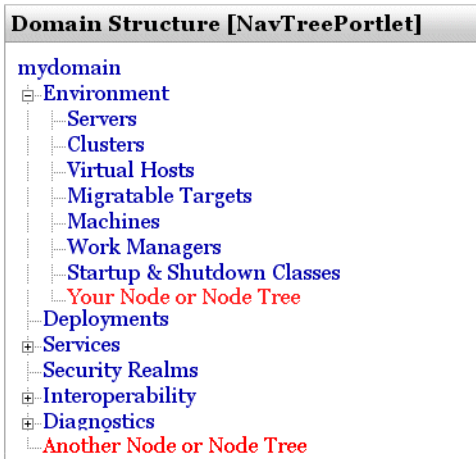 Domain Structure [NavTreePortlet]
mydomain
Environment
Servers
Clusters
Virtual Hosts
Migratable Targets
Machines
Work Managers
Startup & Shutdown Classes
Your Node or Node Tree
Deployments
Services
Security Realms
Interoperability
Diagnostics
Another Node or Node Tree